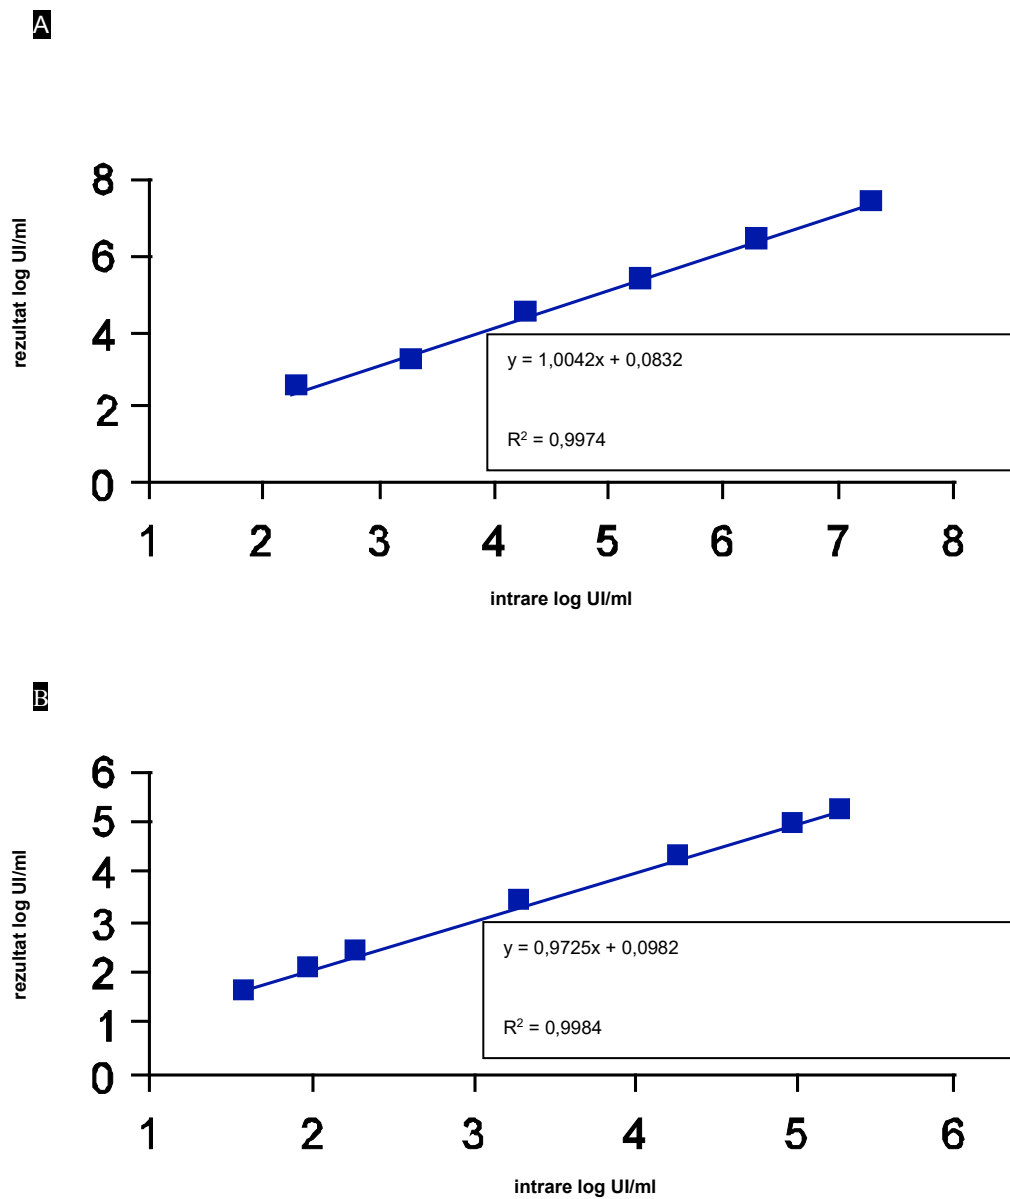 A
8
6
4
2
0
rezultat log UI/ml
y = 1,0042x + 0,0832
R² = 0,9974
1 2 3 4 5 6 7 8
intrare log UI/ml
B
6
5
4
3
2
1
0
rezultat log UI/ml
y = 0,9725x + 0,0982
R² = 0,9984
1 2 3 4 5 6
intrare log UI/ml